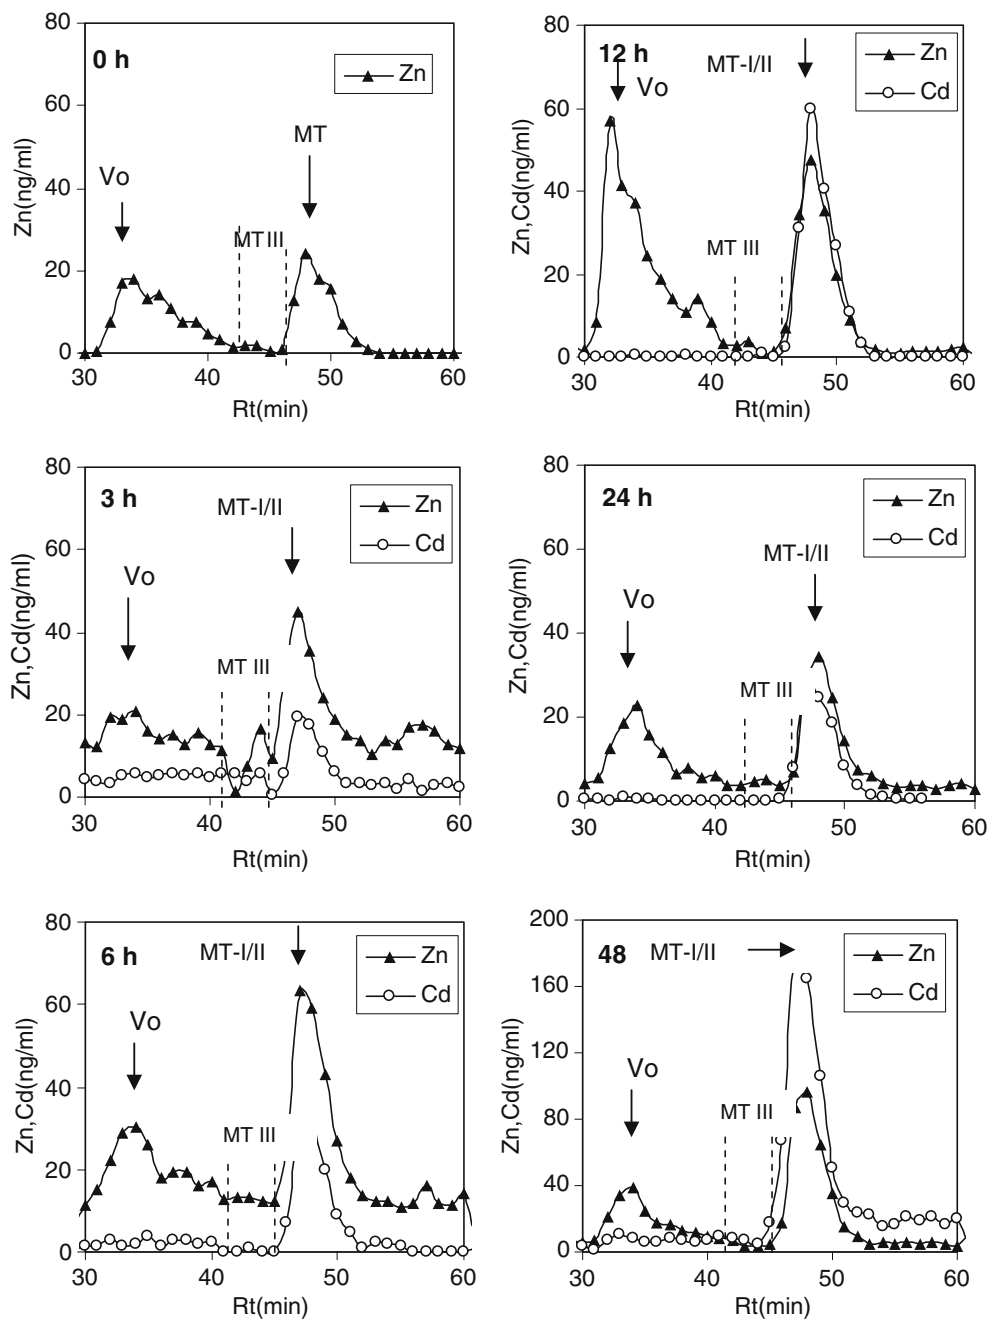 80
0 h
Zn
60
MT
Vo
40
MT III
20
0
30 40 50 60
Rt(min)
Zn(ng/ml)
80
12 h
MT-I/II
Zn
Vo
Cd
60
40
MT III
20
0
30 40 50 60
Rt(min)
Zn,Cd(ng/ml)
80
3 h
MT-I/II
Zn
Cd
60
Vo
40
MT III
20
0
30 40 50 60
Rt(min)
Zn,Cd(ng/ml)
80
24 h
Zn
Cd
60
MT-I/II
Vo
40
MT III
20
0
30 40 50 60
Rt(min)
Zn,Cd(ng/ml)
80
6 h
MT-I/II
Zn
Cd
60
Vo
40
MT III
20
0
30 40 50 60
Rt(min)
Zn,Cd(ng/ml)
200
48 MT-I/II
Zn
160
Cd
120
Vo
MT III
80
40
0
30 40 50 60
Rt(min)
Zn,Cd(ng/ml)